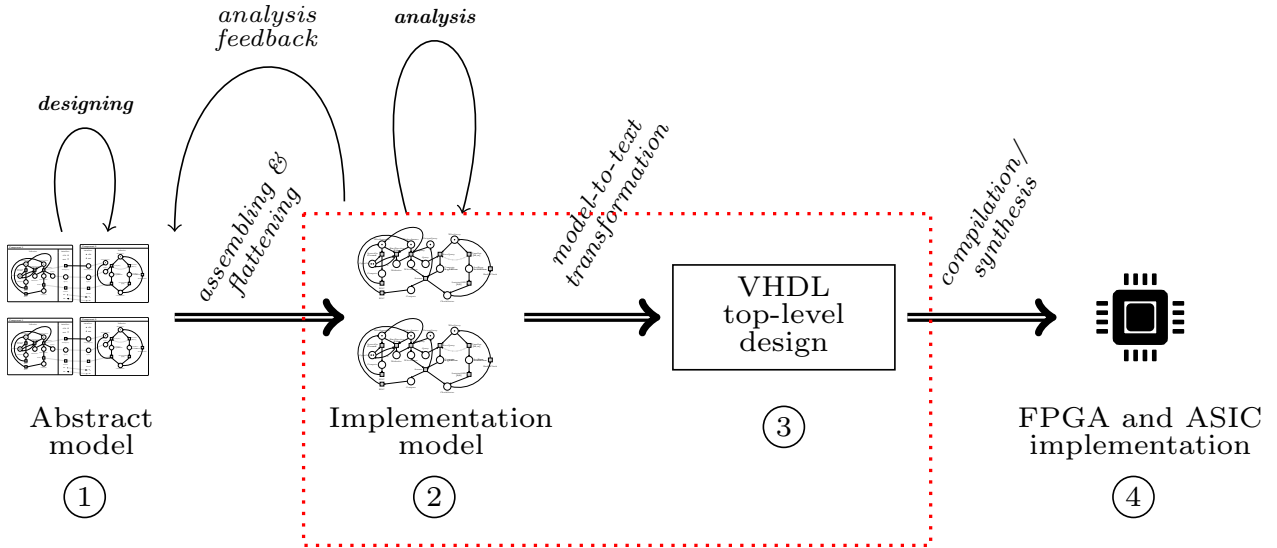 analysis
feedback
analysis
designing
assembling &
flattening
model-to-text
transformation
compilation/
synthesis
VHDL
top-level
design
Abstract
model
1
Implementation
model
2
3
FPGA and ASIC
implementation
4